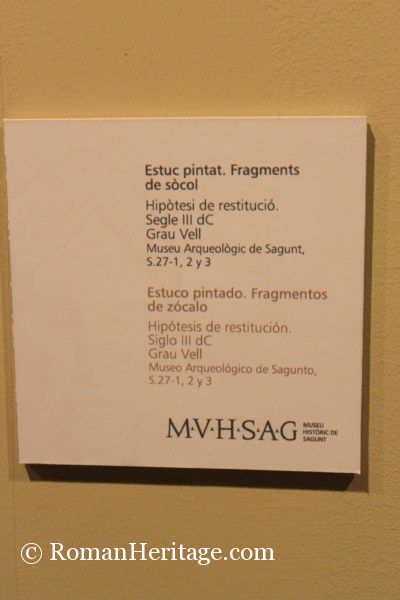 Estuc pintat. Fragments
de sòcol
Hipòtesi de restitució.
Segle III dC
Grau Vell
Museu Arqueològic de Sagunt,
S.27-1, 2 y 3
Estuco pintado. Fragmentos
de zócalo
Hipótesis de restitución.
Siglo III dC
Grau Vell
Museo Arqueológico de Sagunto,
S.27-1, 2 y 3
M·V·H·S·A·G
MUSEU
HISTÒRIC DE
SAGUNT
© RomanHeritage.com